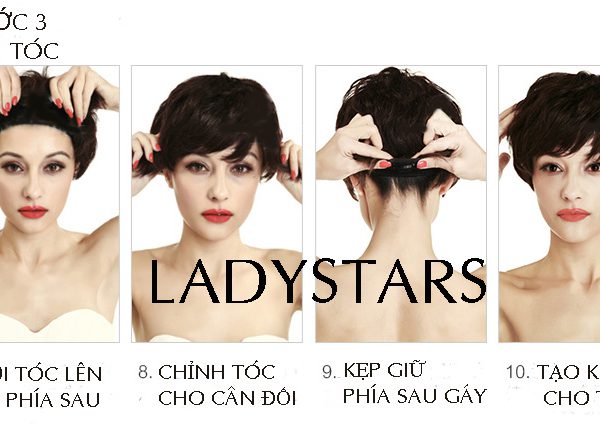 ỚC 3
TÓC
LADYSTARS
TÓC LÊN
PHÍA SAU
8. CHỈNH TÓC
CHO CÂN ĐỐI
9. KẸP GIỮ
PHÍA SAU GÁY
10. TẠO K
CHO T